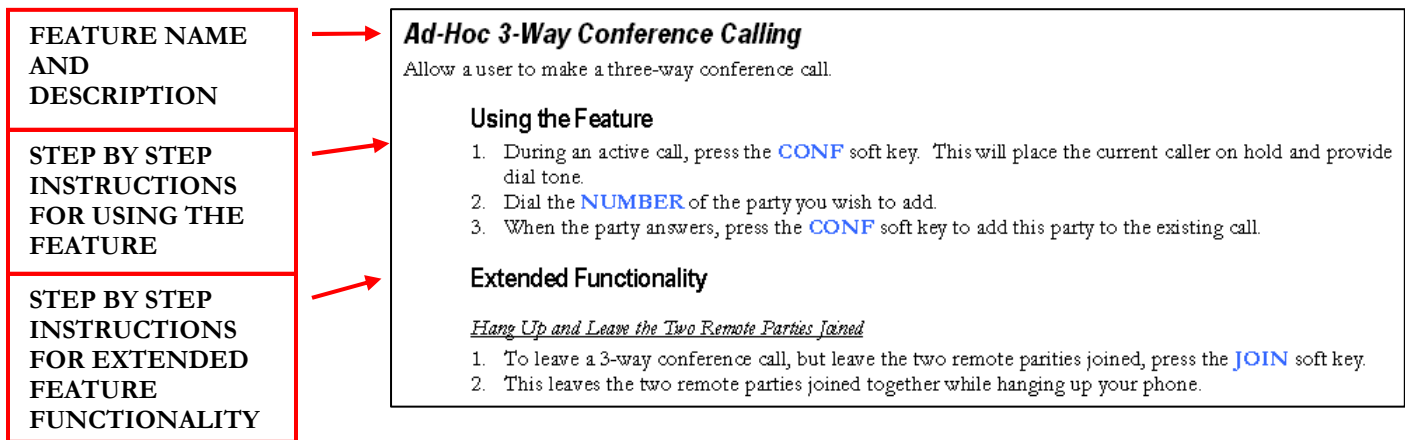 FEATURE NAME
AND
DESCRIPTION
STEP BY STEP
INSTRUCTIONS
FOR USING THE
FEATURE
STEP BY STEP
INSTRUCTIONS
FOR EXTENDED
FEATURE
FUNCTIONALITY
Ad-Hoc 3-Way Conference Calling
Allow a user to make a three-way conference call.
Using the Feature
1. During an active call, press the CONF soft key. This will place the current caller on hold and provide
dial tone.
2. Dial the NUMBER of the party you wish to add.
3. When the party answers, press the CONF soft key to add this party to the existing call.
Extended Functionality
Hang Up and Leave the Two Remote Parties Joined
1. To leave a 3-way conference call, but leave the two remote parities joined, press the JOIN soft key.
2. This leaves the two remote parties joined together while hanging up your phone.